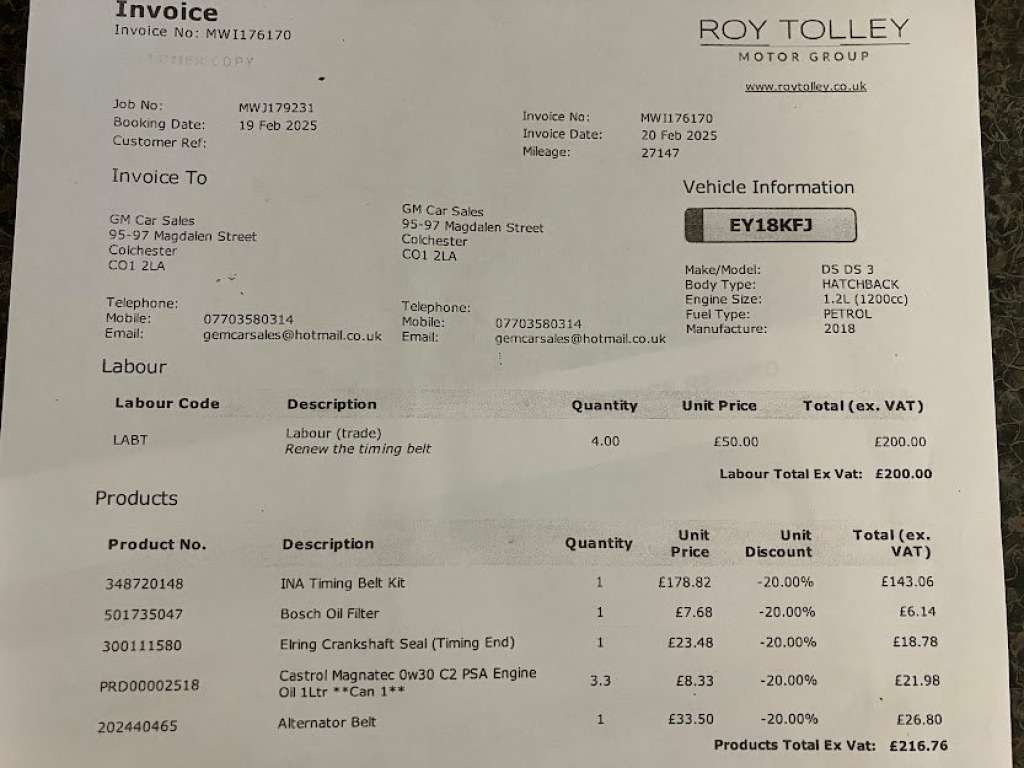 Invoice
Invoice No: MWI176170
ROY TOLLEY
MOTOR GROUP
www.roytolley.co.uk
COPY
Job No: MWJ179231
Booking Date: 19 Feb 2025
Customer Ref:
Invoice No: MWI176170
Invoice Date: 20 Feb 2025
Mileage: 27147
Invoice To
GM Car Sales
95-97 Magdalen Street
Colchester
CO1 2LA
Telephone:
Mobile: 07703580314
Email: gemcarsales@hotmail.co.uk
GM Car Sales
95-97 Magdalen Street
Colchester
CO1 2LA
Telephone:
Mobile: 07703580314
Email: gemcarsales@hotmail.co.uk
Vehicle Information
EY18KFJ
Make/Model: DS DS 3
Body Type: HATCHBACK
Engine Size: 1.2L (1200cc)
Fuel Type: PETROL
Manufacture: 2018
Labour
Labour Code Description Quantity Unit Price Total (ex. VAT)
LABT Labour (trade) 4.00 £50.00 £200.00
Renew the timing belt
Labour Total Ex Vat: £200.00
Products
Product No. Description Quantity Unit Price Unit Discount Total (ex. VAT)
348720148 INA Timing Belt Kit 1 £178.82 -20.00% £143.06
501735047 Bosch Oil Filter 1 £7.68 -20.00% £6.14
300111580 Elring Crankshaft Seal (Timing End) 1 £23.48 -20.00% £18.78
PRD00002518 Castrol Magnatec 0w30 C2 PSA Engine 3.3 £8.33 -20.00% £21.98
Oil 1Ltr **Can 1**
202440465 Alternator Belt 1 £33.50 -20.00% £26.80
Products Total Ex Vat: £216.76